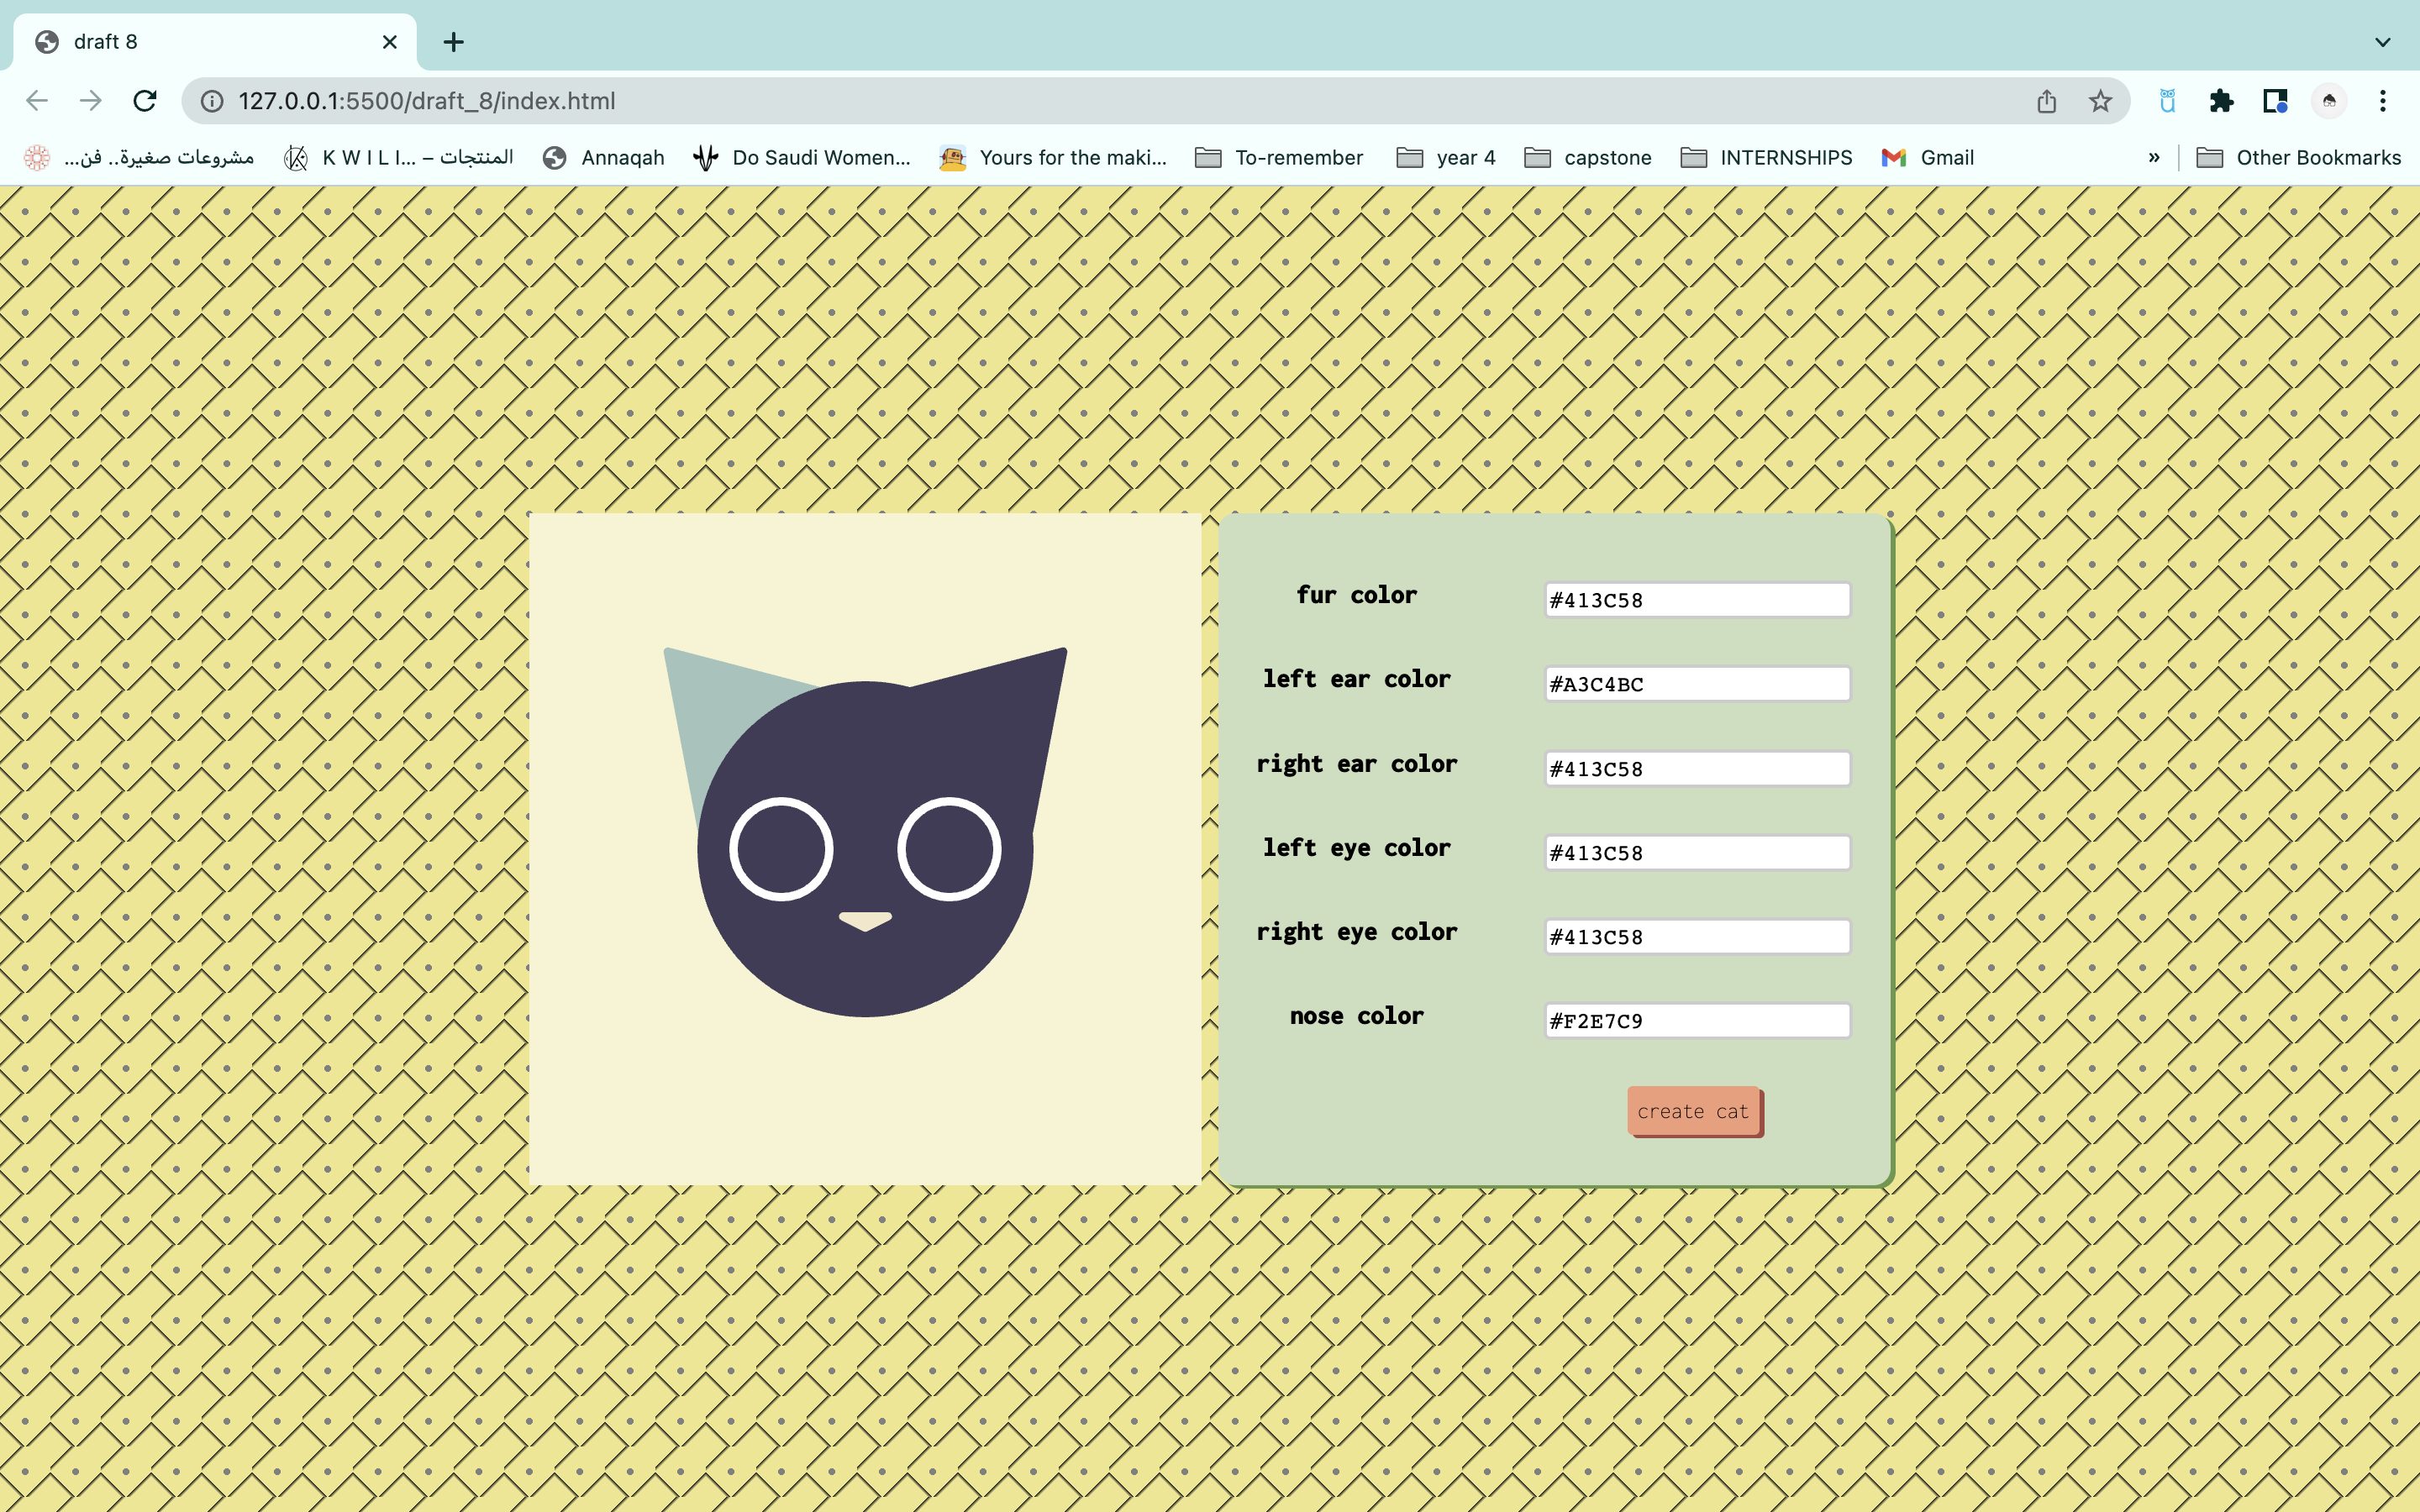 draft 8
127.0.0.1:5500/draft_8/index.html
مشروعات صغيرة.. فن...
K W I L I... – المنتجات
Annaqah
Do Saudi Women...
Yours for the maki...
To-remember
year 4
capstone
INTERNSHIPS
Gmail
»
Other Bookmarks
fur color
#413C58
left ear color
#A3C4BC
right ear color
#413C58
left eye color
#413C58
right eye color
#413C58
nose color
#F2E7C9
create cat